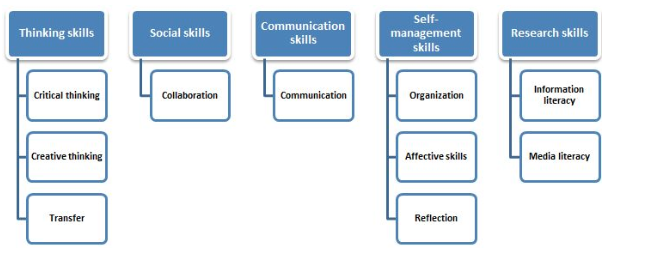 Thinking skills
Critical thinking
Creative thinking
Transfer
Social skills
Collaboration
Communication
skills
Communication
Self-
management
skills
Organization
Affective skills
Reflection
Research skills
Information
literacy
Media literacy